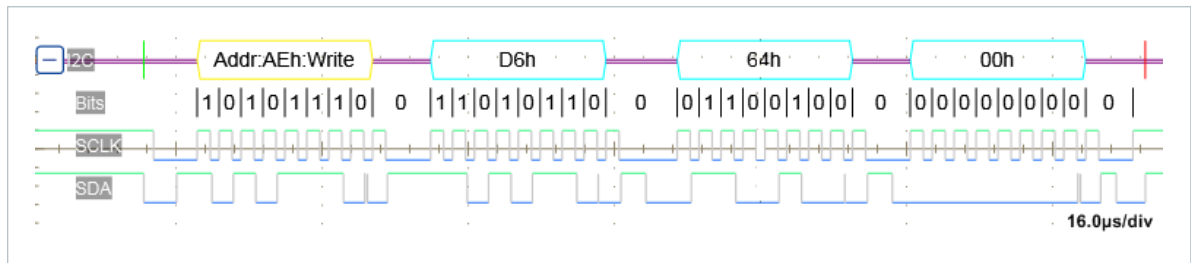 I2C Addr:AEh:Write D6h 64h 00h
Bits 1 0 1 0 1 1 1 0 0 1 1 0 1 0 1 1 0 0 0 1 1 0 0 1 0 0 0 0 0 0 0 0 0 0 0 0 0
SCLK
SDA
16.0µs/div